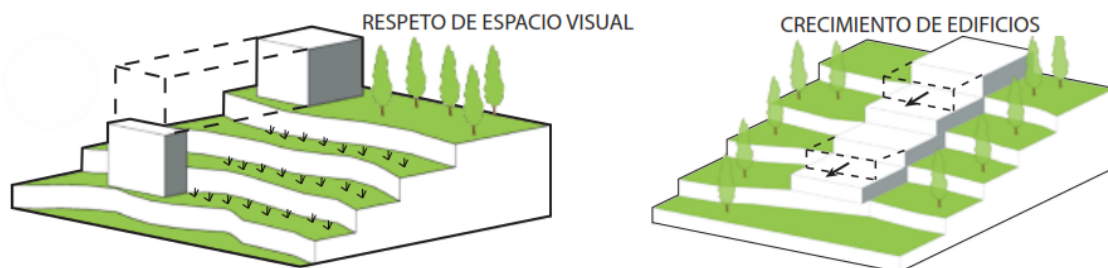 RESPETO DE ESPACIO VISUAL
CRECIMIENTO DE EDIFICIOS